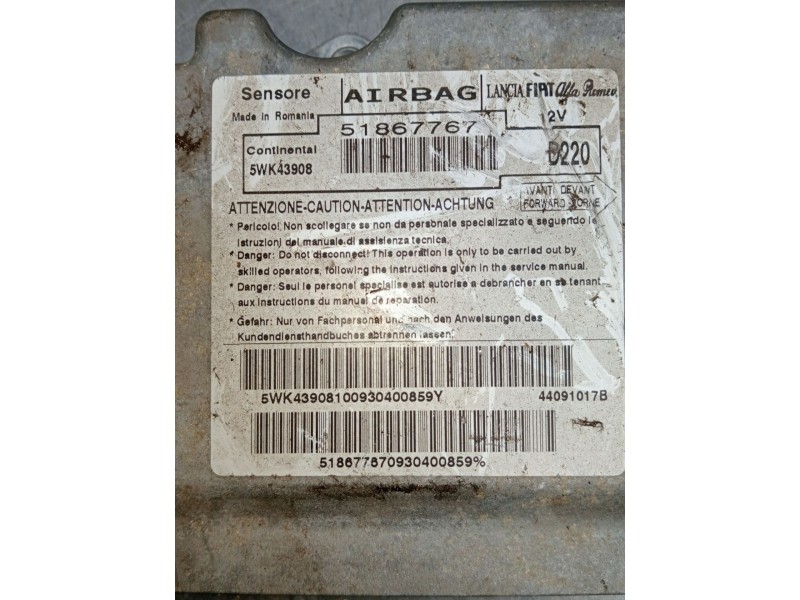 Sensore AIRBAG LANCIA FIAT Alfa Romeo
Made in Romania 51867767 2V
Continental
5WK43908 D220
ATTENZIONE-CAUTION-ATTENTION-ACHTUNG
AVANTI DEVANT
FORWARD VORNE
* Pericolo! Non scollegare se non da personale specializzato e seguendo le
istruzioni del manuale di assistenza tecnica.
* Danger: Do not disconnect! This operation is only to be carried out by
skilled operators, following the instructions given in the service manual.
* Danger: Seul le personel specialise est autorise a debrancher en se tenant
aux instructions du manuel de reparation.
* Gefahr: Nur von Fachpersonal und nach den Anweisungen des
Kundendiensthandbuches abtrennen lassen.
5WK43908100930400859Y 44091017B
518677670930400859%